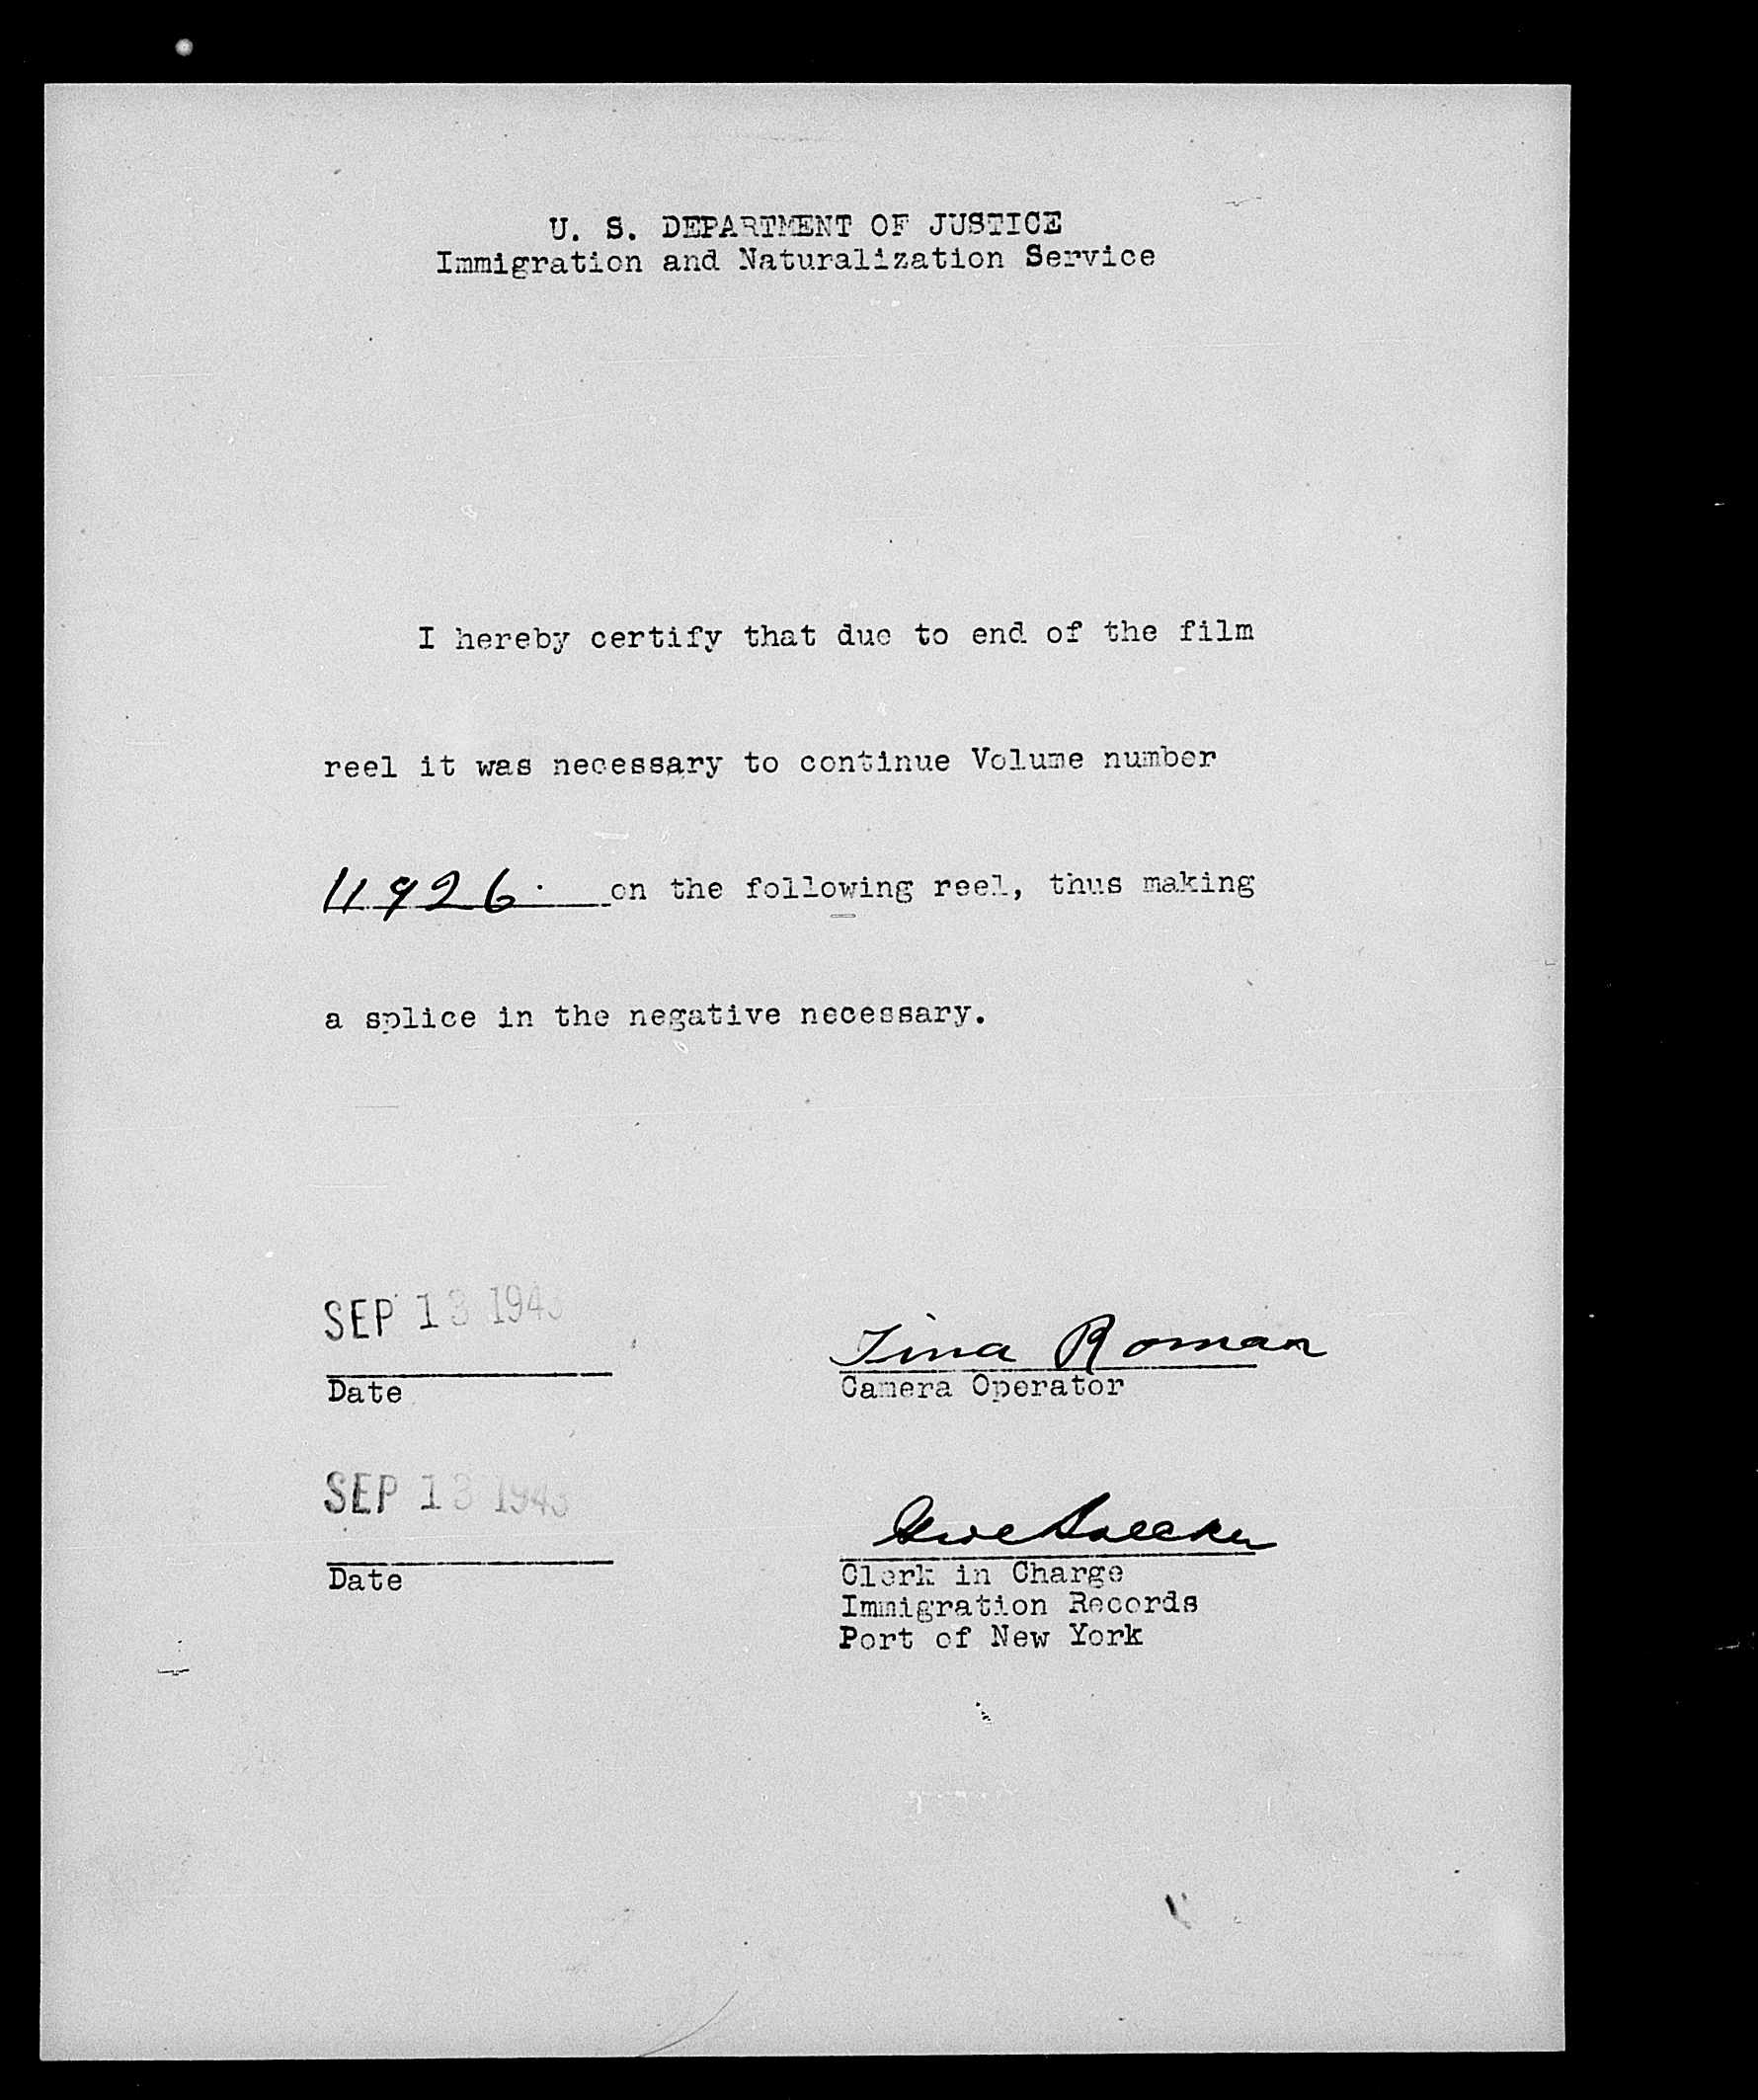 U. S. DEPARTMENT OF JUSTICE
Immigration and Naturalization Service
I hereby certify that due to end of the film
reel it was necessary to continue Volume number
11926. on the following reel, thus making
a splice in the negative necessary.
SEP 13 1943
Tina Roman
Date
Camera Operator
SEP 13 1943
Date
Clerk in Charge
Immigration Records
Port of New York